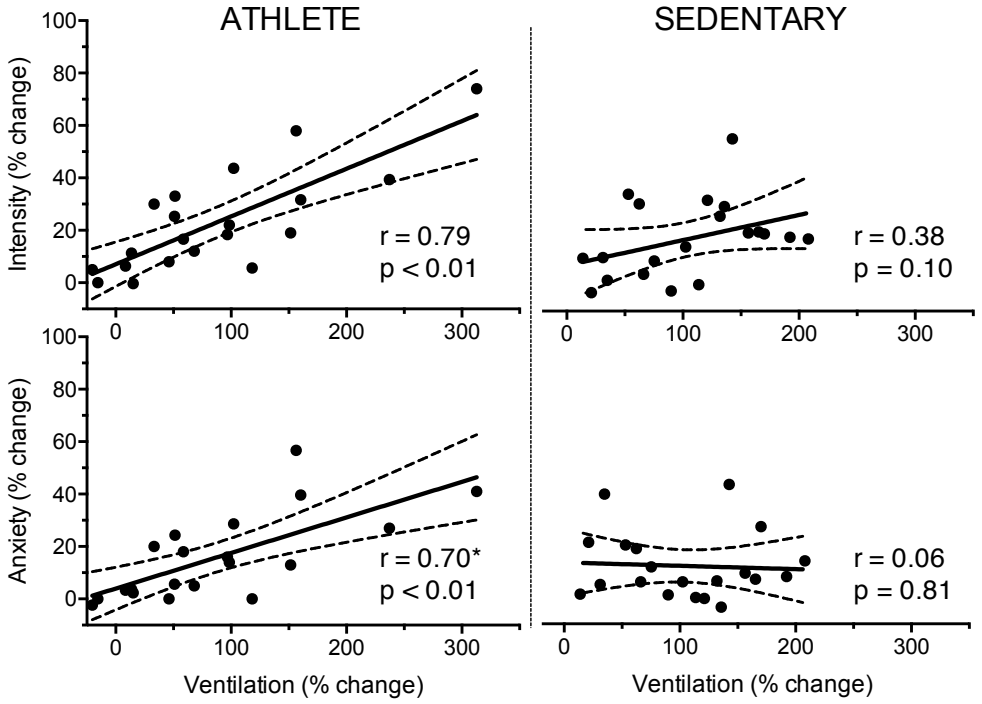 ATHLETE
SEDENTARY
Intensity (% change)
100
80
60
40
20
0
r = 0.79
p < 0.01
0 100 200 300
r = 0.38
p = 0.10
0 100 200 300
Anxiety (% change)
100
80
60
40
20
0
r = 0.70*
p < 0.01
0 100 200 300
Ventilation (% change)
r = 0.06
p = 0.81
0 100 200 300
Ventilation (% change)